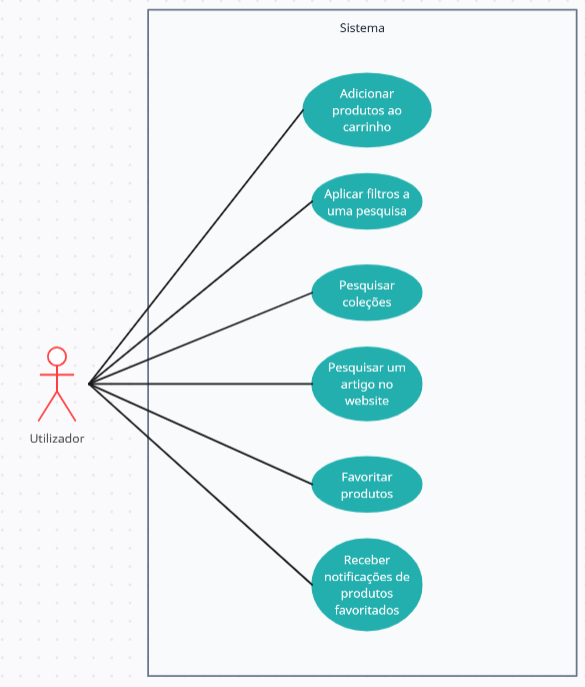 Sistema
Adicionar
produtos ao
carrinho
Aplicar filtros a
uma pesquisa
Pesquisar
coleções
Pesquisar um
artigo no
website
Utilizador
Favoritar
produtos
Receber
notificações de
produtos
favoritados